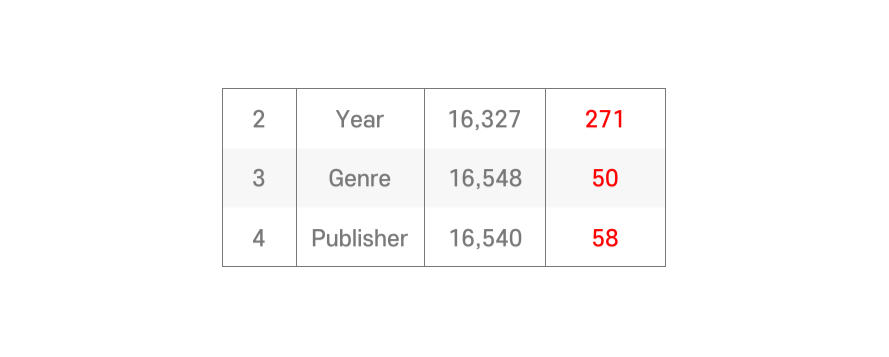 2 Year 16,327 271
3 Genre 16,548 50
4 Publisher 16,540 58